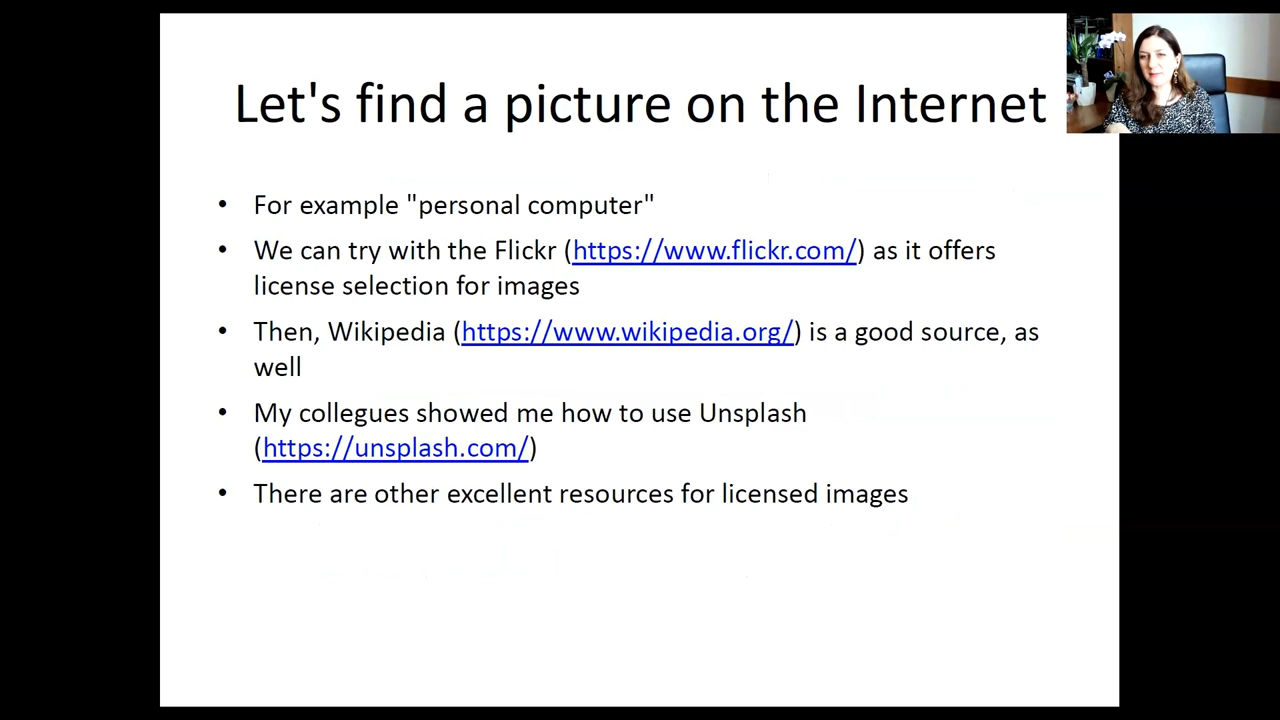 Let's find a picture on the Internet
• For example "personal computer"
• We can try with the Flickr (https://www.flickr.com/) as it offers
license selection for images
• Then, Wikipedia (https://www.wikipedia.org/) is a good source, as
well
• My collegues showed me how to use Unsplash
(https://unsplash.com/)
• There are other excellent resources for licensed images